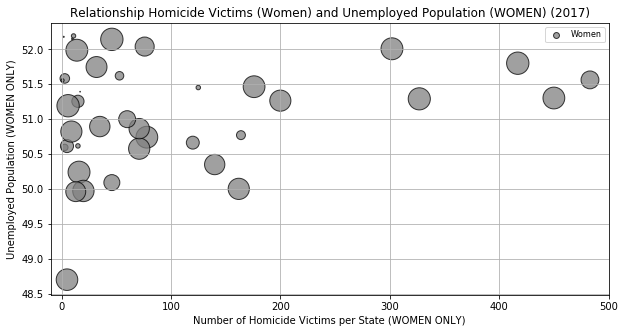 Relationship Homicide Victims (Women) and Unemployed Population (WOMEN) (2017)
Women
Unemployed Population (WOMEN ONLY)
52.0
51.5
51.0
50.5
50.0
49.5
49.0
48.5
0 100 200 300 400 500
Number of Homicide Victims per State (WOMEN ONLY)